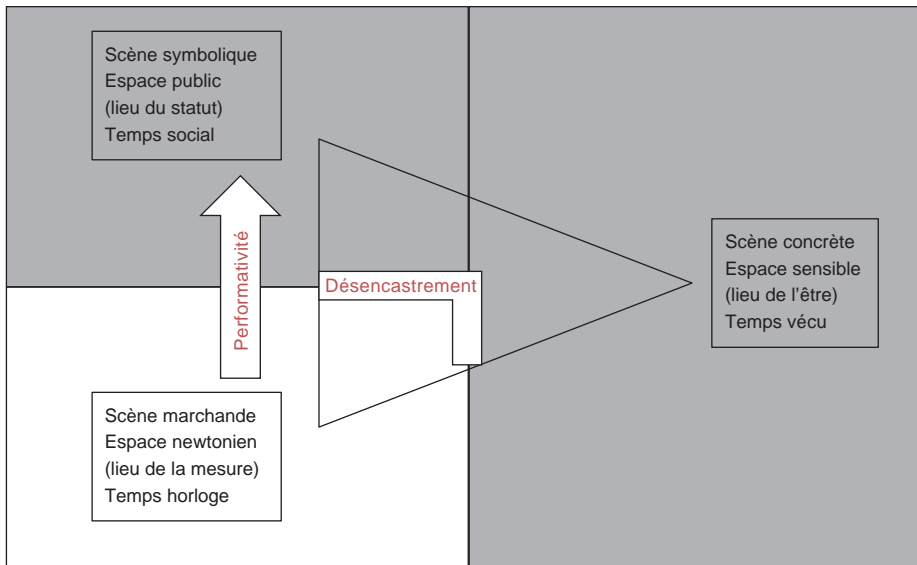 Scène symbolique
Espace public
(lieu du statut)
Temps social
Performativité
Désencastrement
Scène concrète
Espace sensible
(lieu de l'être)
Temps vécu
Scène marchande
Espace newtonien
(lieu de la mesure)
Temps horloge